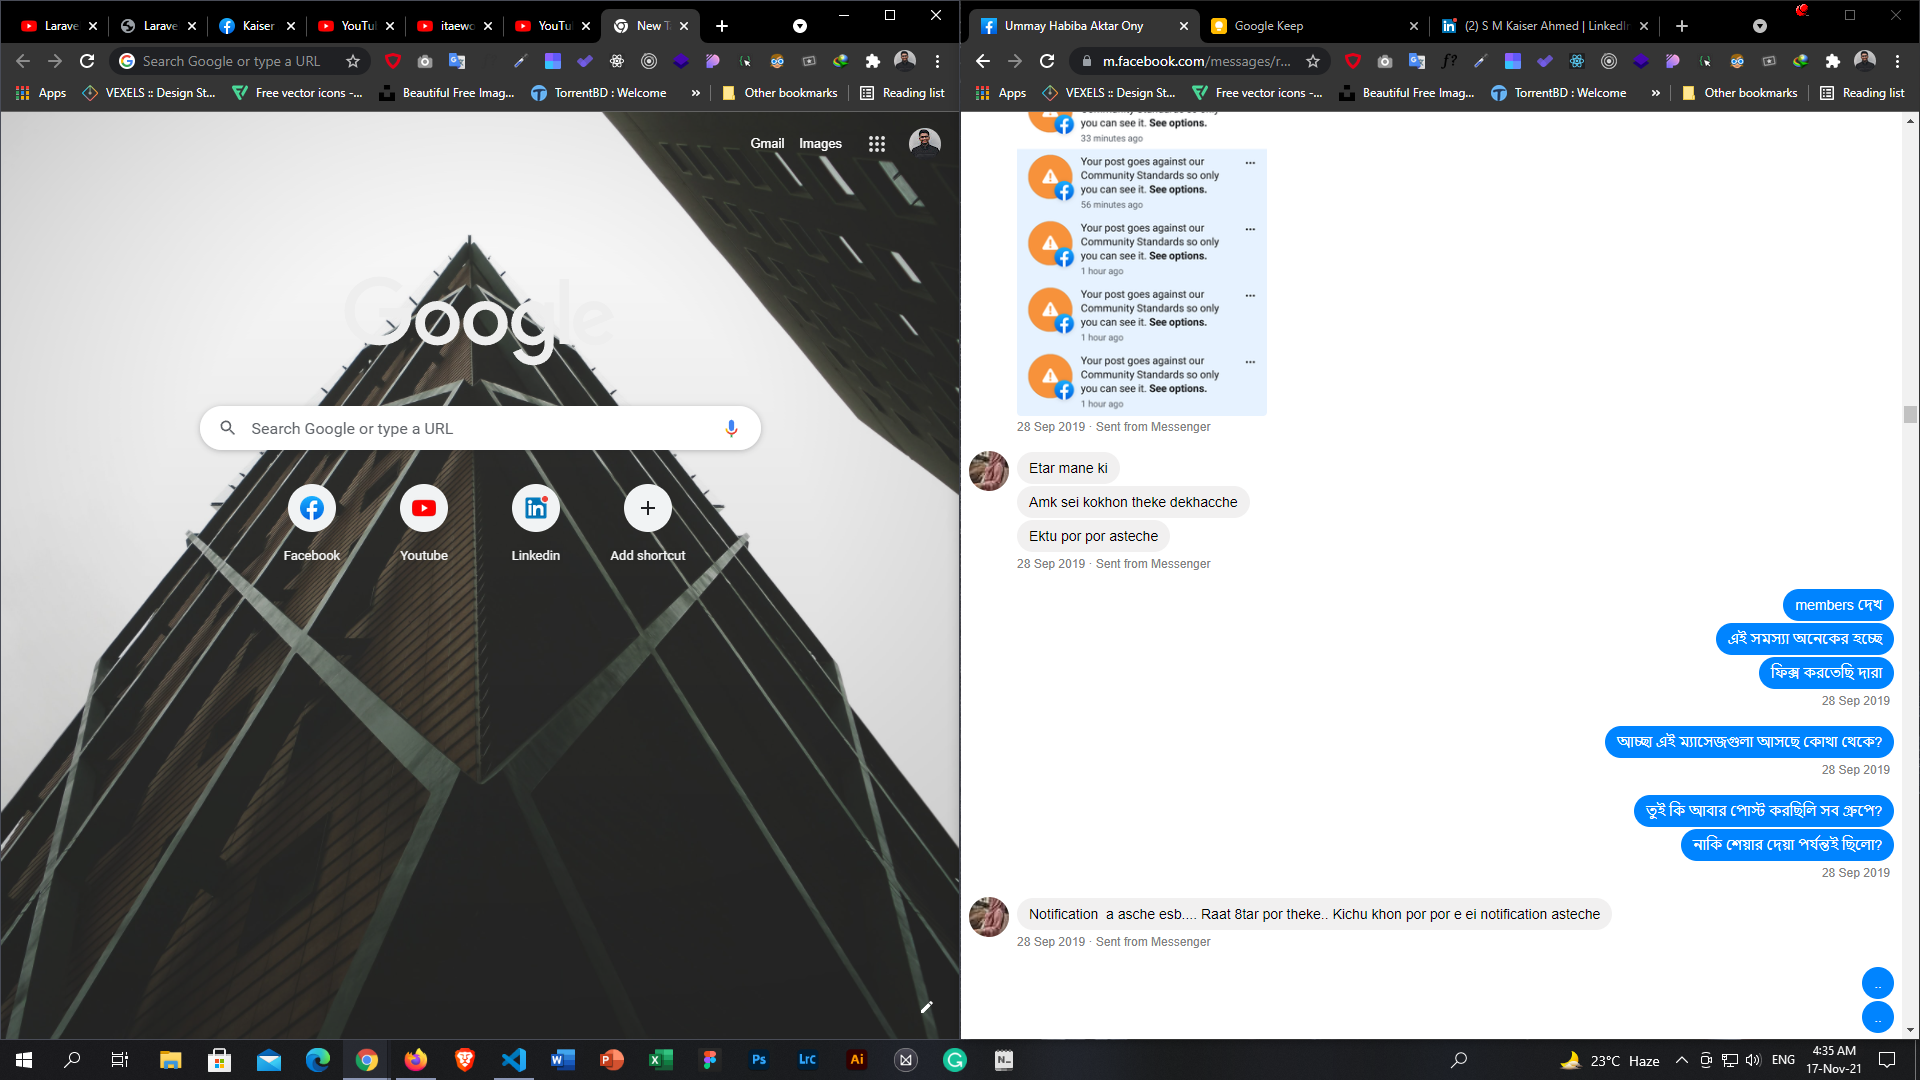 Larave
Larave
Kaiser
YouTu
itaewo
YouTu
New T
Search Google or type a URL
Apps
VEXELS :: Design St...
Free vector icons -...
Beautiful Free Imag...
TorrentBD : Welcome
»
Other bookmarks
Reading list
Gmail
Images
Google
Search Google or type a URL
Facebook
Youtube
Linkedin
Add shortcut
Ummay Habiba Aktar Ony
Google Keep
(2) S M Kaiser Ahmed | LinkedIn
m.facebook.com/messages/r...
Apps
VEXELS :: Design St...
Free vector icons -...
Beautiful Free Imag...
TorrentBD : Welcome
»
Other bookmarks
Reading list
Community Standards so only
you can see it. See options.
33 minutes ago
Your post goes against our
Community Standards so only
you can see it. See options.
56 minutes ago
Your post goes against our
Community Standards so only
you can see it. See options.
1 hour ago
Your post goes against our
Community Standards so only
you can see it. See options.
1 hour ago
Your post goes against our
Community Standards so only
you can see it. See options.
1 hour ago
28 Sep 2019 · Sent from Messenger
Etar mane ki
Amk sei kokhon theke dekhacche
Ektu por por asteche
28 Sep 2019 · Sent from Messenger
members দেখ
এই সমস্যা অনেকের হচ্ছে
ফিক্স করতেছি দারা
28 Sep 2019
আচ্ছা এই ম্যাসেজগুলা আসছে কোথা থেকে?
28 Sep 2019
তুই কি আবার পোস্ট করছিলি সব গ্রুপে?
নাকি শেয়ার দেয়া পর্যন্তই ছিলো?
28 Sep 2019
Notification a asche esb.... Raat 8tar por theke.. Kichu khon por por e ei notification asteche
28 Sep 2019 · Sent from Messenger
..
..
23°C Haze
ENG
4:35 AM
17-Nov-21